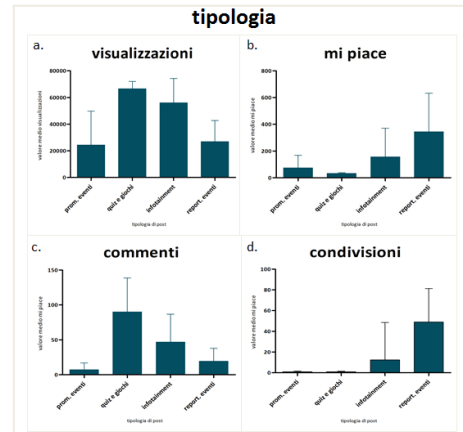 tipologia
a.
visualizzazioni
valore medio visualizzazioni
80000
60000
40000
20000
0
prom. eventi
quiz e giochi
infotainment
report. eventi
tipologia di post
b.
mi piace
valore medio mi piace
800
600
400
200
0
prom. eventi
quiz e giochi
infotainment
report. eventi
tipologia di post
c.
commenti
valore medio mi piace
150
100
50
0
prom. eventi
quiz e giochi
infotainment
report. eventi
tipologia di post
d.
condivisioni
valore medio mi piace
100
80
60
40
20
0
prom. eventi
quiz e giochi
infotainment
report. eventi
tipologia di post